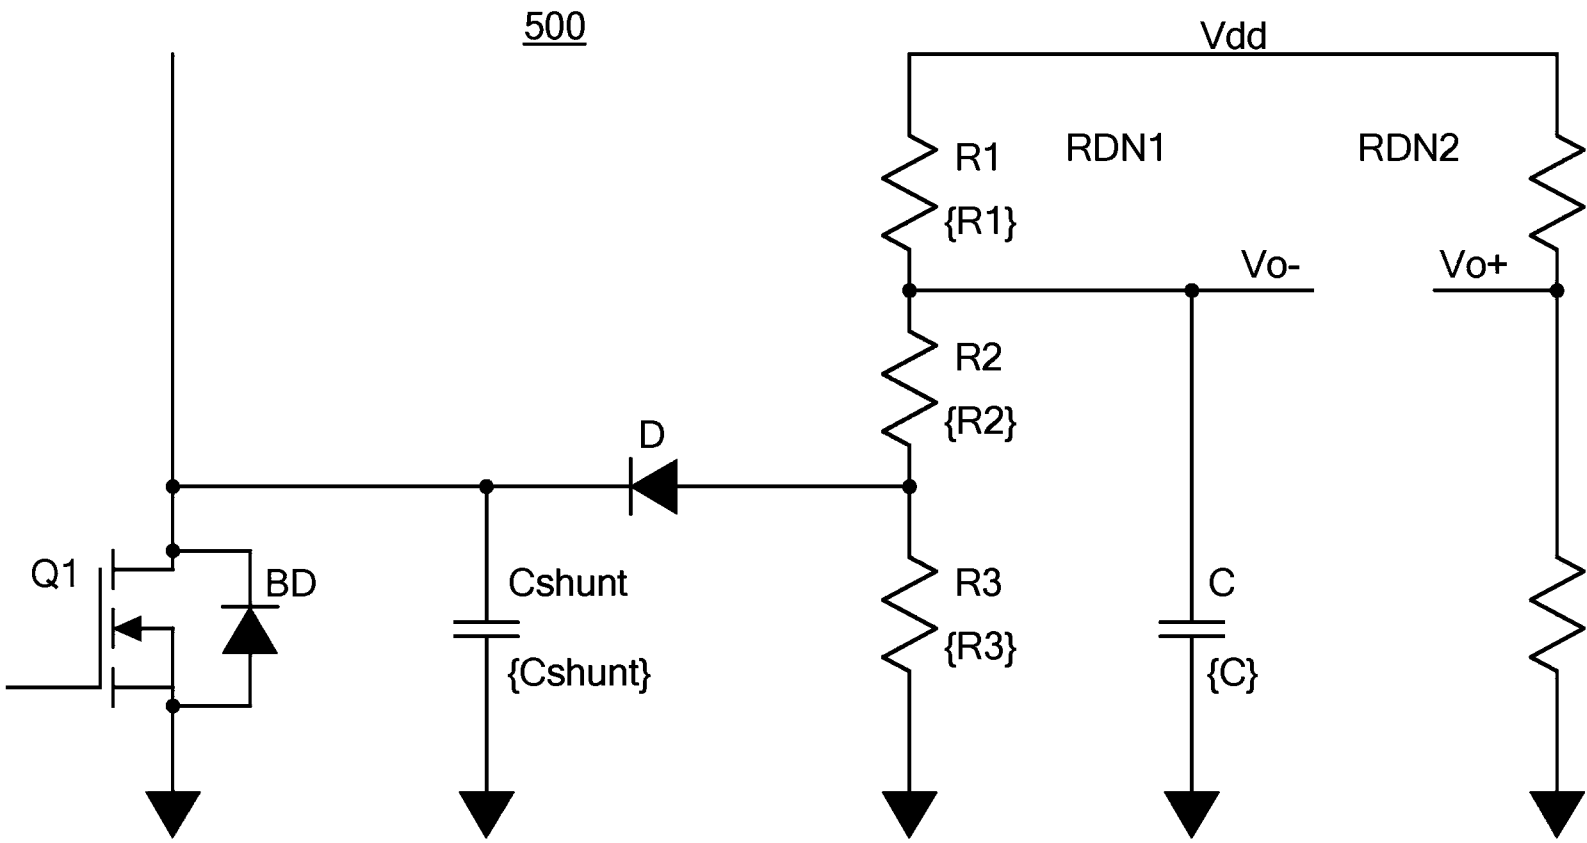 500
Vdd
R1
{R1}
RDN1
RDN2
Vo-
Vo+
R2
{R2}
D
Q1
BD
Cshunt
{Cshunt}
R3
{R3}
C
{C}